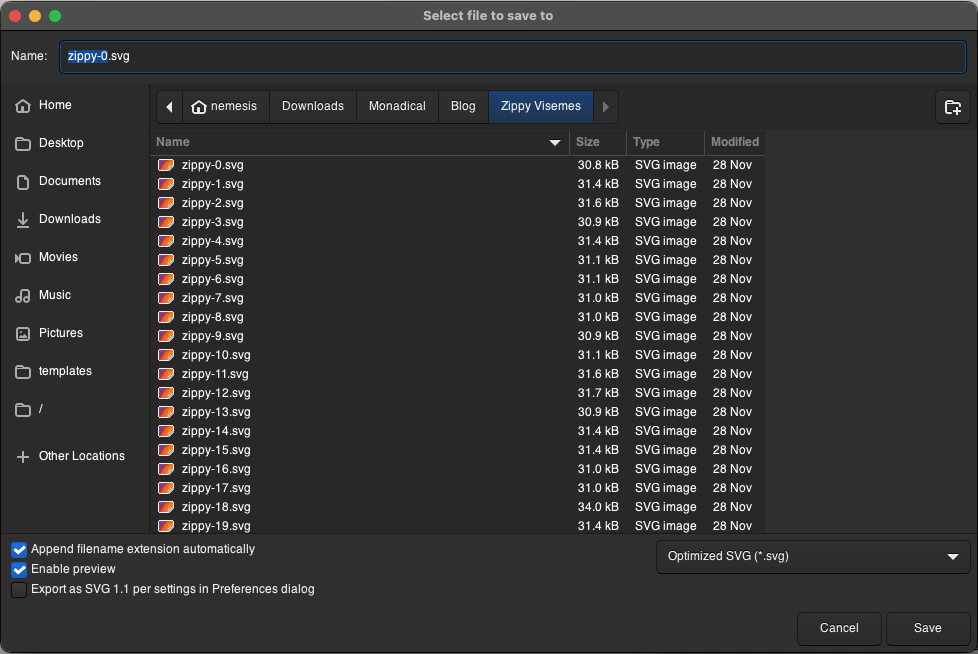 Select file to save to
Name: zippy-0.svg
Home
Desktop
Documents
Downloads
Movies
Music
Pictures
templates
/
Other Locations
nemesis Downloads Monadical Blog Zippy Visemes
Name Size Type Modified
zippy-0.svg 30.8 kB SVG image 28 Nov
zippy-1.svg 31.4 kB SVG image 28 Nov
zippy-2.svg 31.6 kB SVG image 28 Nov
zippy-3.svg 30.9 kB SVG image 28 Nov
zippy-4.svg 31.4 kB SVG image 28 Nov
zippy-5.svg 31.1 kB SVG image 28 Nov
zippy-6.svg 31.1 kB SVG image 28 Nov
zippy-7.svg 31.0 kB SVG image 28 Nov
zippy-8.svg 31.0 kB SVG image 28 Nov
zippy-9.svg 30.9 kB SVG image 28 Nov
zippy-10.svg 31.1 kB SVG image 28 Nov
zippy-11.svg 31.6 kB SVG image 28 Nov
zippy-12.svg 31.7 kB SVG image 28 Nov
zippy-13.svg 30.9 kB SVG image 28 Nov
zippy-14.svg 31.4 kB SVG image 28 Nov
zippy-15.svg 31.4 kB SVG image 28 Nov
zippy-16.svg 31.0 kB SVG image 28 Nov
zippy-17.svg 31.0 kB SVG image 28 Nov
zippy-18.svg 34.0 kB SVG image 28 Nov
zippy-19.svg 31.4 kB SVG image 28 Nov
Append filename extension automatically
Enable preview
Export as SVG 1.1 per settings in Preferences dialog
Optimized SVG (*.svg)
Cancel Save